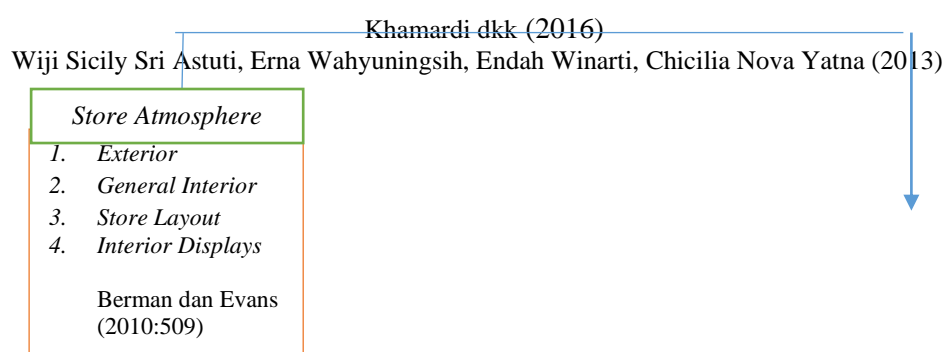 Khamardi dkk (2016)
Wiji Sicily Sri Astuti, Erna Wahyuningsih, Endah Winarti, Chicilia Nova Yatna (2013)
Store Atmosphere
1. Exterior
2. General Interior
3. Store Layout
4. Interior Displays
Berman dan Evans
(2010:509)